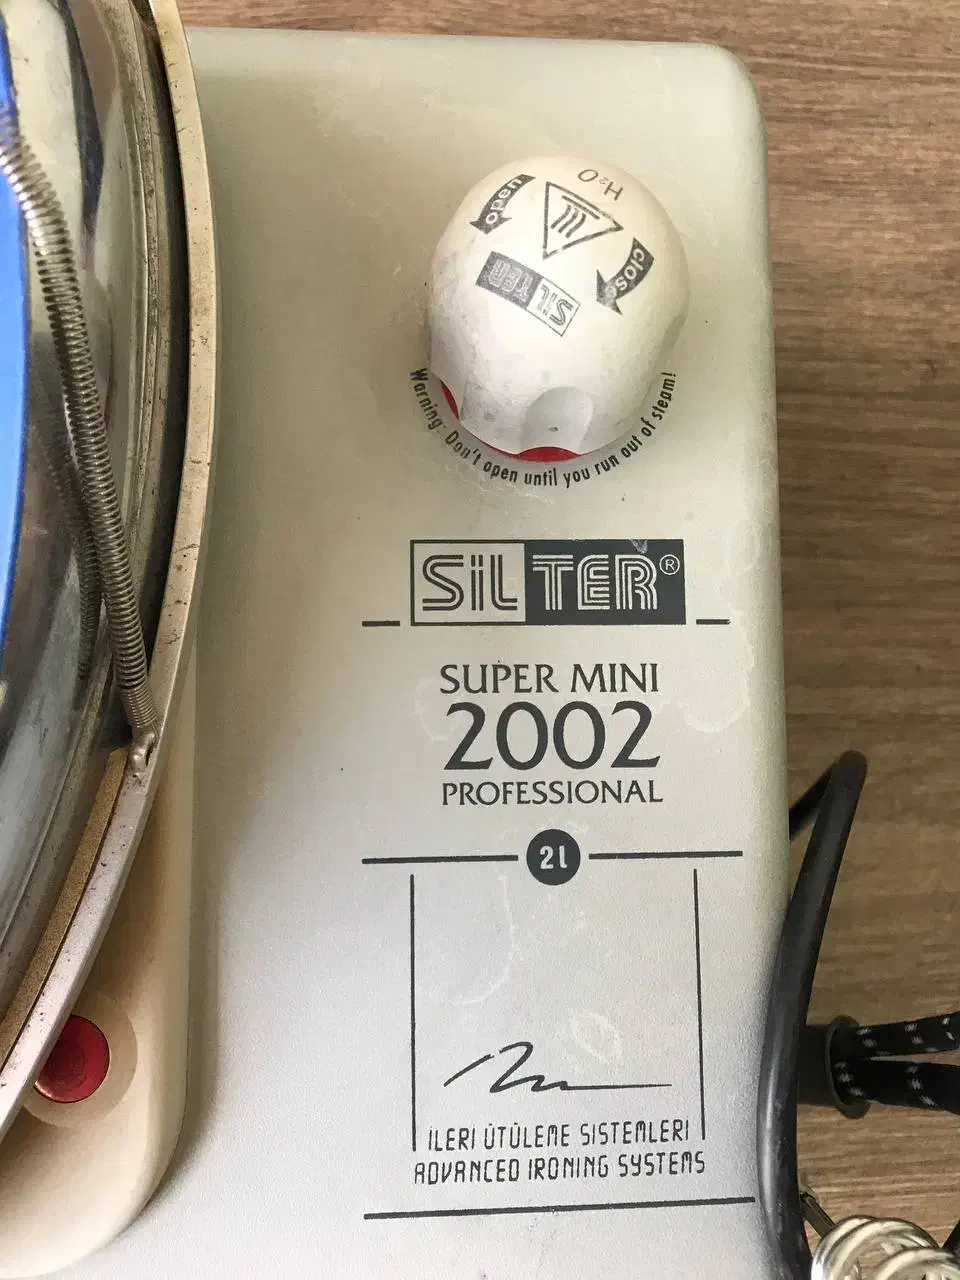 H₂O
open
close
SiLTER
Warning: Don't open until you run out of steam!
SiLTER®
SUPER MINI
2002
PROFESSIONAL
2l
İLERİ ÜTÜLEME SİSTEMLERİ
ADVANCED IRONING SYSTEMS